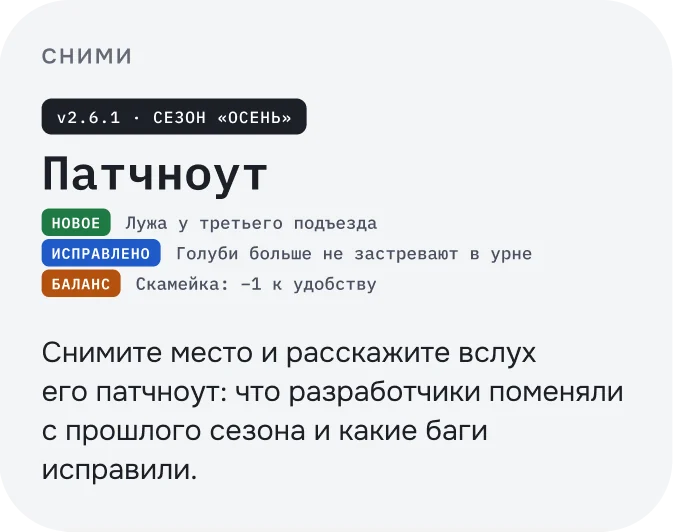 СНИМИ
v2.6.1 · СЕЗОН «ОСЕНЬ»
Патчноут
НОВОЕ Лужа у третьего подъезда
ИСПРАВЛЕНО Голуби больше не застревают в урне
БАЛАНС Скамейка: −1 к удобству
Снимите место и расскажите вслух
его патчноут: что разработчики поменяли
с прошлого сезона и какие баги
исправили.